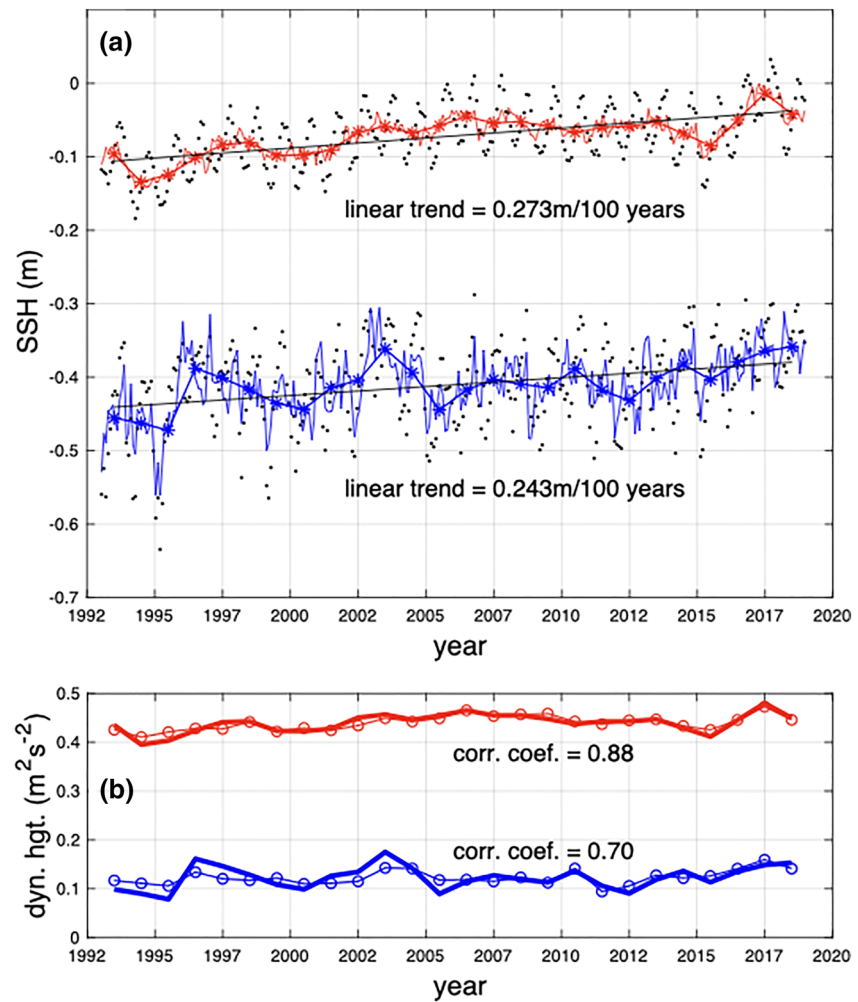 (a)
0
-0.1
-0.2
-0.3
-0.4
-0.5
-0.6
-0.7
SSH (m)
linear trend = 0.273m/100 years
linear trend = 0.243m/100 years
1992 1995 1997 2000 2002 2005 2007 2010 2012 2015 2017 2020
year
0.5
0.4
0.3
0.2
0.1
0
dyn. hgt. (m²s⁻²)
corr. coef. = 0.88
(b)
corr. coef. = 0.70
1992 1995 1997 2000 2002 2005 2007 2010 2012 2015 2017 2020
year